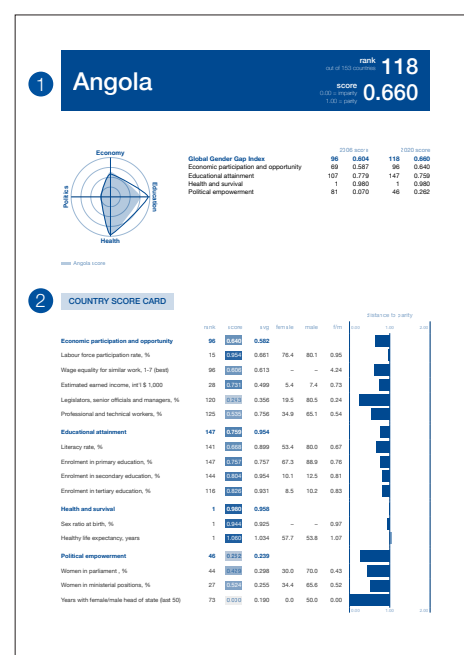 1
Angola
rank
out of 153 countries
118
score
0.00 = imparity
1.00 = parity
0.660
Economy
Politics
Education
Health
Angola score
2006 score 2020 score
Global Gender Gap Index 96 0.604 118 0.660
Economic participation and opportunity 69 0.587 96 0.640
Educational attainment 107 0.779 147 0.759
Health and survival 1 0.980 1 0.980
Political empowerment 81 0.070 46 0.262
2
COUNTRY SCORE CARD
Distance to parity
rank score avg female male f/m 0.00 1.00 2.00
Economic participation and opportunity 96 0.640 0.582
Labour force participation rate, % 15 0.954 0.661 76.4 80.1 0.95
Wage equality for similar work, 1-7 (best) 96 0.606 0.613 – – 4.24
Estimated earned income, int'l $ 1,000 28 0.731 0.499 5.4 7.4 0.73
Legislators, senior officials and managers, % 120 0.243 0.356 19.5 80.5 0.24
Professional and technical workers, % 125 0.535 0.756 34.9 65.1 0.54
Educational attainment 147 0.759 0.954
Literacy rate, % 141 0.668 0.899 53.4 80.0 0.67
Enrolment in primary education, % 147 0.757 0.757 67.3 88.9 0.76
Enrolment in secondary education, % 144 0.804 0.954 10.1 12.5 0.81
Enrolment in tertiary education, % 116 0.826 0.931 8.5 10.2 0.83
Health and survival 1 0.980 0.958
Sex ratio at birth, % 1 0.944 0.925 – – 0.97
Healthy life expectancy, years 1 1.060 1.034 57.7 53.8 1.07
Political empowerment 46 0.239
Women in parliament , % 44 0.429 0.298 30.0 70.0 0.43
Women in ministerial positions, % 27 0.524 0.255 34.4 65.6 0.52
Years with female/male head of state (last 50) 73 0.000 0.190 0.0 50.0 0.00
0.00 1.00 2.00